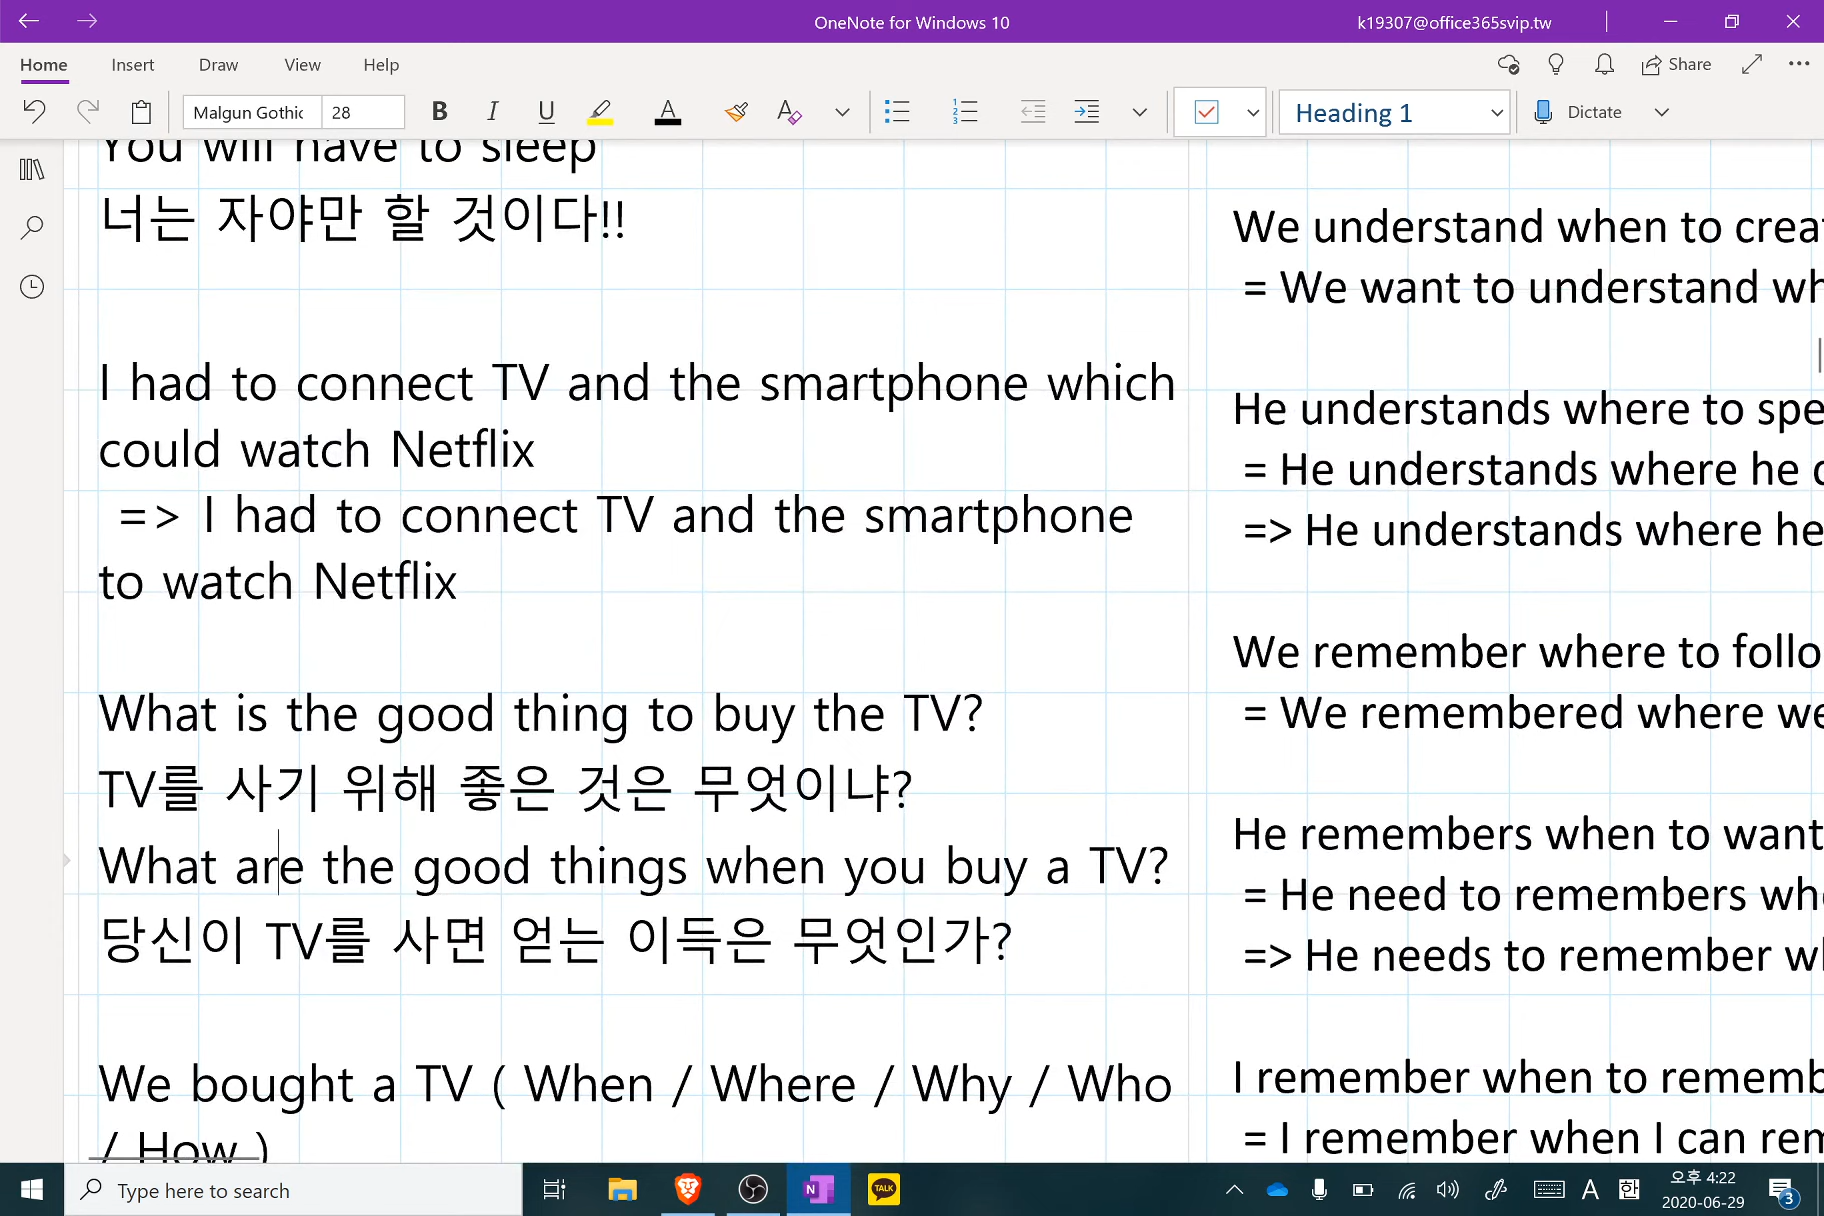 OneNote for Windows 10
k19307@office365svip.tw
Home Insert Draw View Help
Share
Malgun Gothic 28
B I U A A
Heading 1
Dictate
You will have to sleep
너는 자야만 할 것이다!!
I had to connect TV and the smartphone which
could watch Netflix
=> I had to connect TV and the smartphone
to watch Netflix
What is the good thing to buy the TV?
TV를 사기 위해 좋은 것은 무엇이냐?
What are the good things when you buy a TV?
당신이 TV를 사면 얻는 이득은 무엇인가?
We bought a TV ( When / Where / Why / Who
/ How )
We understand when to crea
= We want to understand wh
He understands where to spe
= He understands where he
=> He understands where he
We remember where to follo
= We remembered where we
He remembers when to want
= He need to remembers whe
=> He needs to remember wh
I remember when to rememb
= I remember when I can rem
Type here to search
N
TALK
A 한
오후 4:22
2020-06-29
3